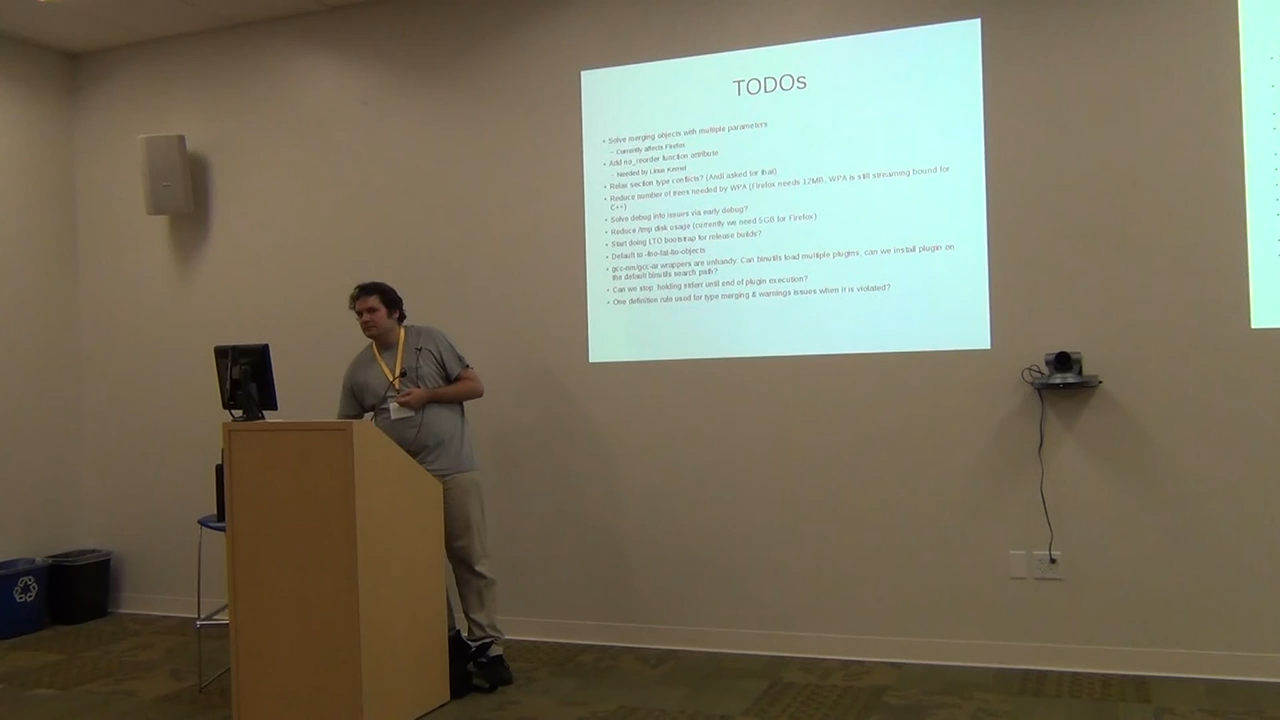 TODOs
• Solve merging objects with multiple parameters
– Currently affects Firefox
• Add no_reorder function attribute
– Needed by Linux Kernel
• Relax section type conflicts? (Andi asked for that)
• Reduce number of trees needed by WPA (Firefox needs 17MB, WPA is still streaming bound for
C++)
• Solve debug info issues via early debug?
• Reduce /tmp disk usage (currently we need 5GB for Firefox)
• Start doing LTO bootstrap for release builds?
• Default to -fno-fat-lto-objects
• gcc-nm/gcc-ar wrappers are unhandy. Can binutils load multiple plugins, can we install plugin on
the default binutils search path?
• Can we stop holding stderr until end of plugin execution?
• One definition rule used for type merging & warnings issues when it is violated?